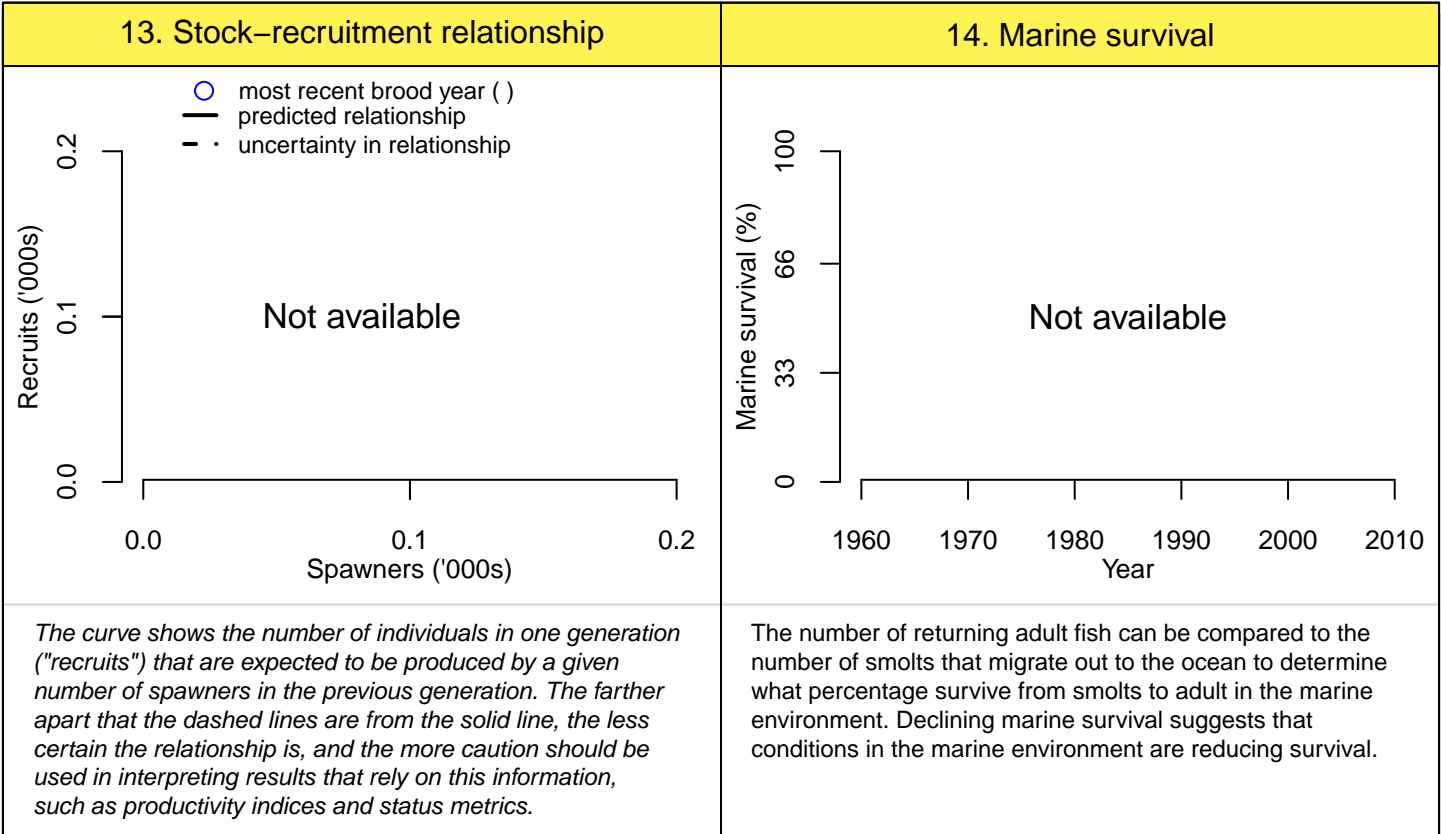 13. Stock–recruitment relationship
most recent brood year ( )
predicted relationship
uncertainty in relationship
Recruits ('000s)
0.2
0.1
0.0
Not available
0.0 0.1 0.2
Spawners ('000s)
The curve shows the number of individuals in one generation
("recruits") that are expected to be produced by a given
number of spawners in the previous generation. The farther
apart that the dashed lines are from the solid line, the less
certain the relationship is, and the more caution should be
used in interpreting results that rely on this information,
such as productivity indices and status metrics.
14. Marine survival
Marine survival (%)
100
66
33
0
Not available
1960 1970 1980 1990 2000 2010
Year
The number of returning adult fish can be compared to the
number of smolts that migrate out to the ocean to determine
what percentage survive from smolts to adult in the marine
environment. Declining marine survival suggests that
conditions in the marine environment are reducing survival.